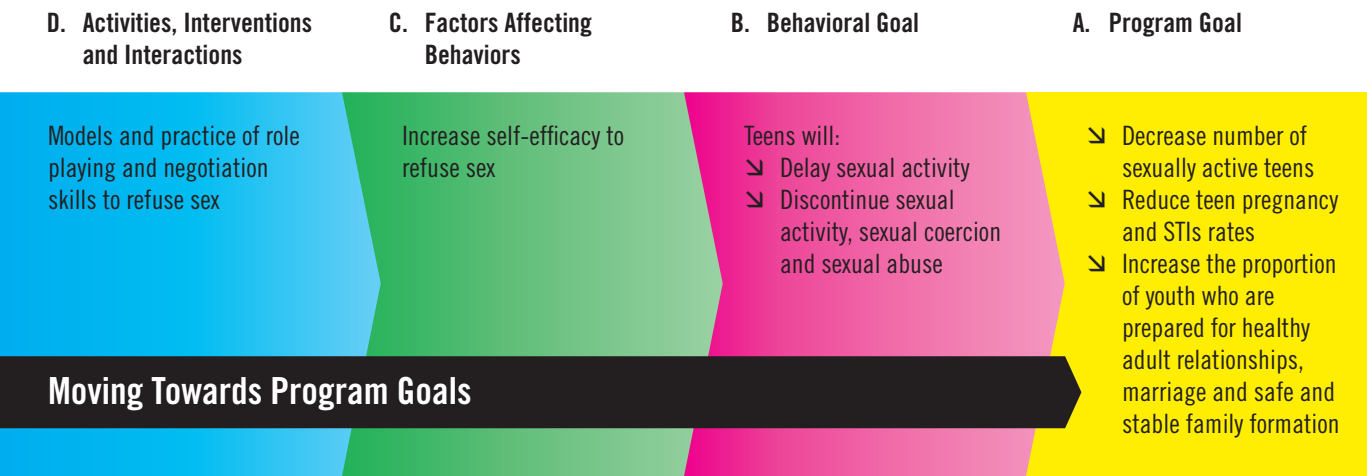 D. Activities, Interventions
and Interactions
C. Factors Affecting
Behaviors
B. Behavioral Goal
A. Program Goal
Models and practice of role
playing and negotiation
skills to refuse sex
Increase self-efficacy to
refuse sex
Teens will:
↘ Delay sexual activity
↘ Discontinue sexual
activity, sexual coercion
and sexual abuse
↘ Decrease number of
sexually active teens
↘ Reduce teen pregnancy
and STIs rates
↘ Increase the proportion
of youth who are
prepared for healthy
adult relationships,
marriage and safe and
stable family formation
Moving Towards Program Goals